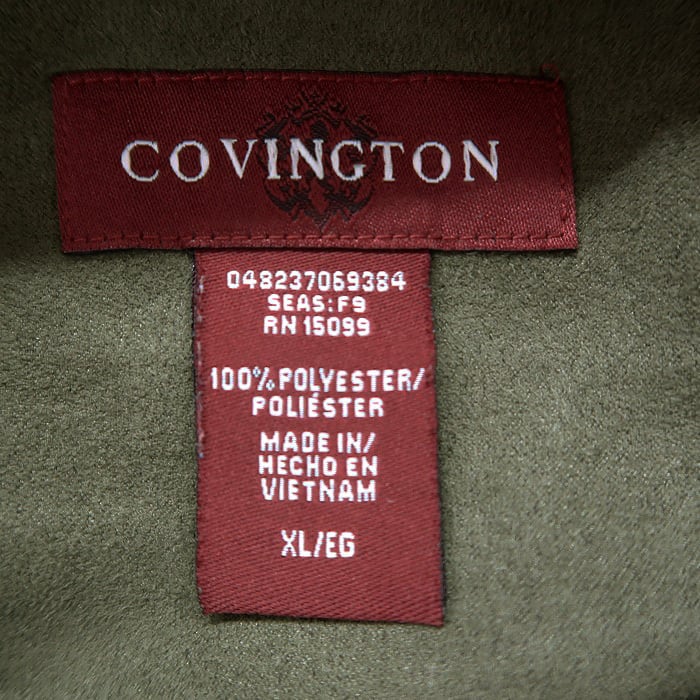 COVINGTON
048237069384
SEAS: F9
RN 15099
100% POLYESTER/
POLIÉSTER
MADE IN/
HECHO EN
VIETNAM
XL/EG